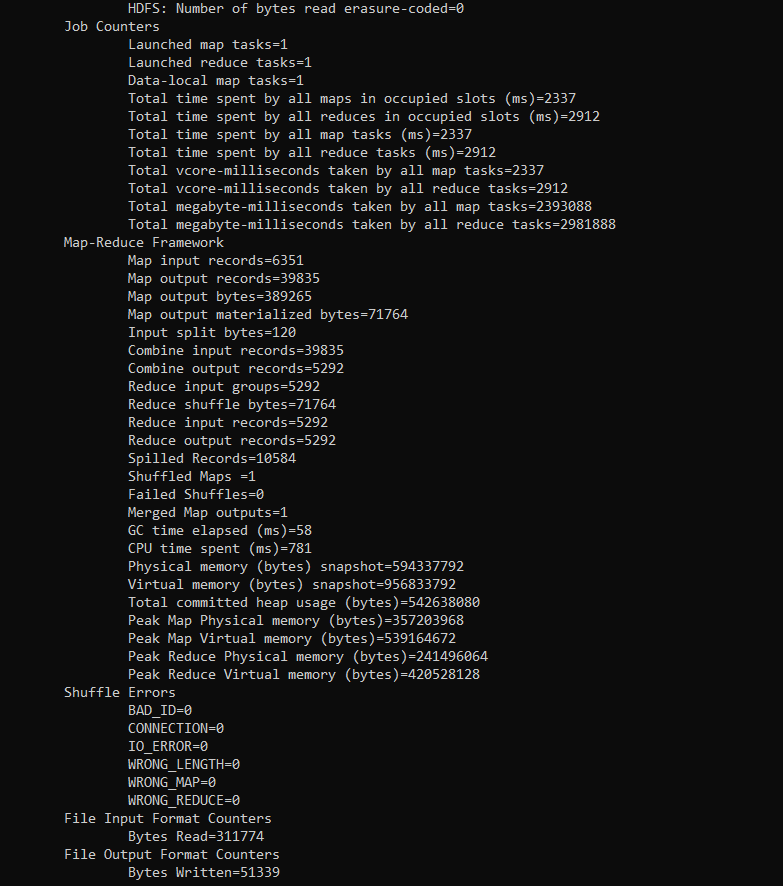 HDFS: Number of bytes read erasure-coded=0
Job Counters
Launched map tasks=1
Launched reduce tasks=1
Data-local map tasks=1
Total time spent by all maps in occupied slots (ms)=2337
Total time spent by all reduces in occupied slots (ms)=2912
Total time spent by all map tasks (ms)=2337
Total time spent by all reduce tasks (ms)=2912
Total vcore-milliseconds taken by all map tasks=2337
Total vcore-milliseconds taken by all reduce tasks=2912
Total megabyte-milliseconds taken by all map tasks=2393088
Total megabyte-milliseconds taken by all reduce tasks=2981888
Map-Reduce Framework
Map input records=6351
Map output records=39835
Map output bytes=389265
Map output materialized bytes=71764
Input split bytes=120
Combine input records=39835
Combine output records=5292
Reduce input groups=5292
Reduce shuffle bytes=71764
Reduce input records=5292
Reduce output records=5292
Spilled Records=10584
Shuffled Maps =1
Failed Shuffles=0
Merged Map outputs=1
GC time elapsed (ms)=58
CPU time spent (ms)=781
Physical memory (bytes) snapshot=594337792
Virtual memory (bytes) snapshot=956833792
Total committed heap usage (bytes)=542638080
Peak Map Physical memory (bytes)=357203968
Peak Map Virtual memory (bytes)=539164672
Peak Reduce Physical memory (bytes)=241496064
Peak Reduce Virtual memory (bytes)=420528128
Shuffle Errors
BAD_ID=0
CONNECTION=0
IO_ERROR=0
WRONG_LENGTH=0
WRONG_MAP=0
WRONG_REDUCE=0
File Input Format Counters
Bytes Read=311774
File Output Format Counters
Bytes Written=51339